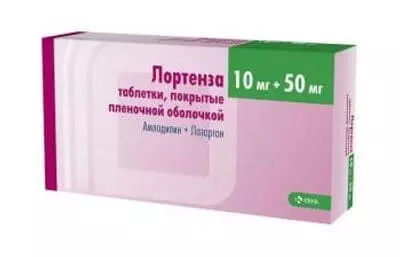 Лортенза
10 мг + 50 мг
таблетки, покрытые
пленочной оболочкой
Амлодипин + Лозартан
KRKA